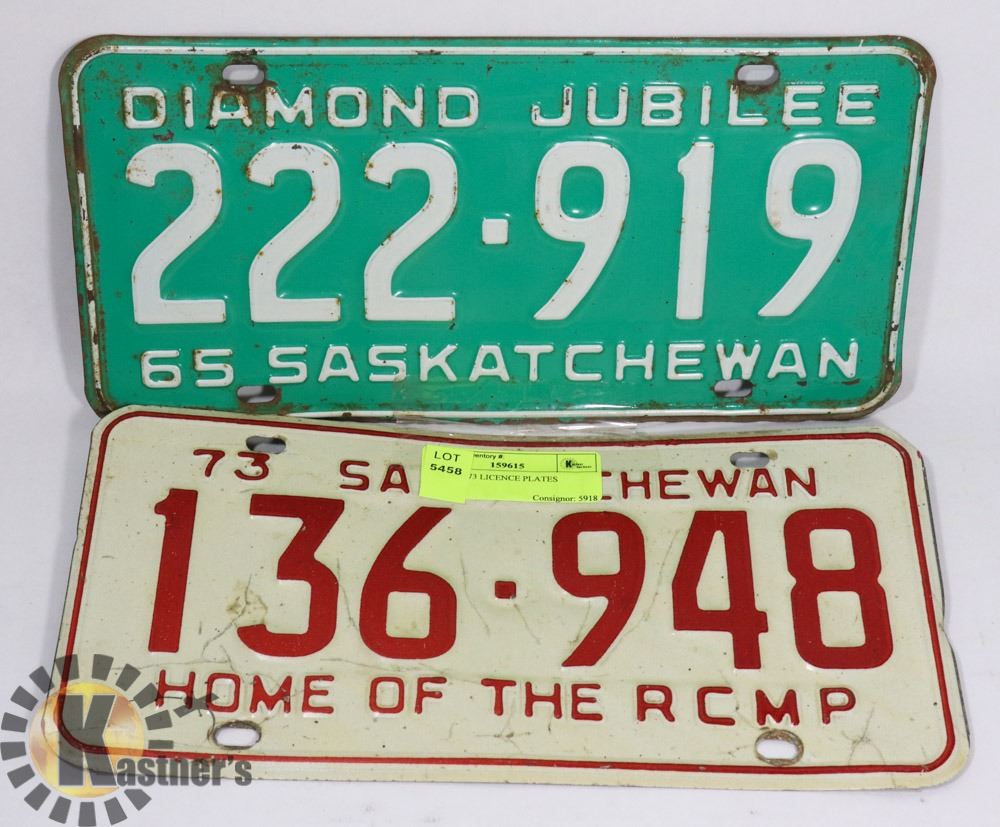 DIAMOND JUBILEE
222·919
65 SASKATCHEWAN
LOT
5458
entory #:
159615
73 LICENCE PLATES
Consignor: 5918
73 SA CHEWAN
136·948
HOME OF THE RCMP
Kastner's